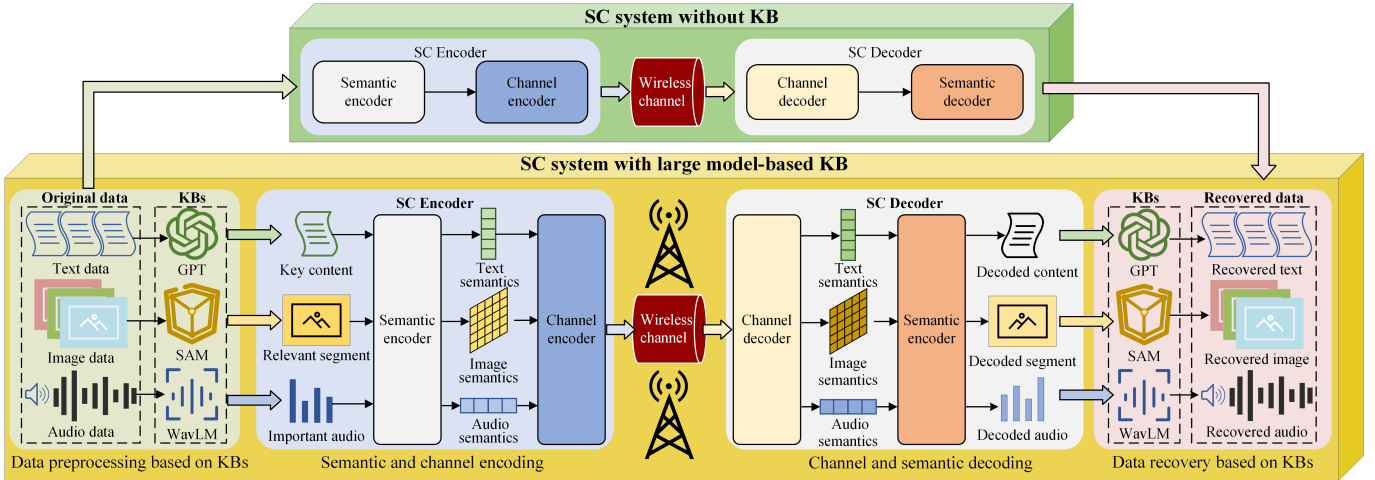 SC system without KB
SC Encoder
Semantic
encoder
Channel
encoder
Wireless
channel
SC Decoder
Channel
decoder
Semantic
decoder
SC system with large model-based KB
Original data
Text data
Image data
Audio data
KBs
GPT
SAM
WavLM
Data preprocessing based on KBs
SC Encoder
Key content
Relevant segment
Important audio
Semantic
encoder
Text
semantics
Image
semantics
Audio
semantics
Channel
encoder
Semantic and channel encoding
Wireless
channel
SC Decoder
Channel
decoder
Text
semantics
Image
semantics
Audio
semantics
Semantic
encoder
Decoded content
Decoded segment
Decoded audio
Channel and semantic decoding
KBs
GPT
SAM
WavLM
Recovered data
Recovered text
Recovered image
Recovered audio
Data recovery based on KBs